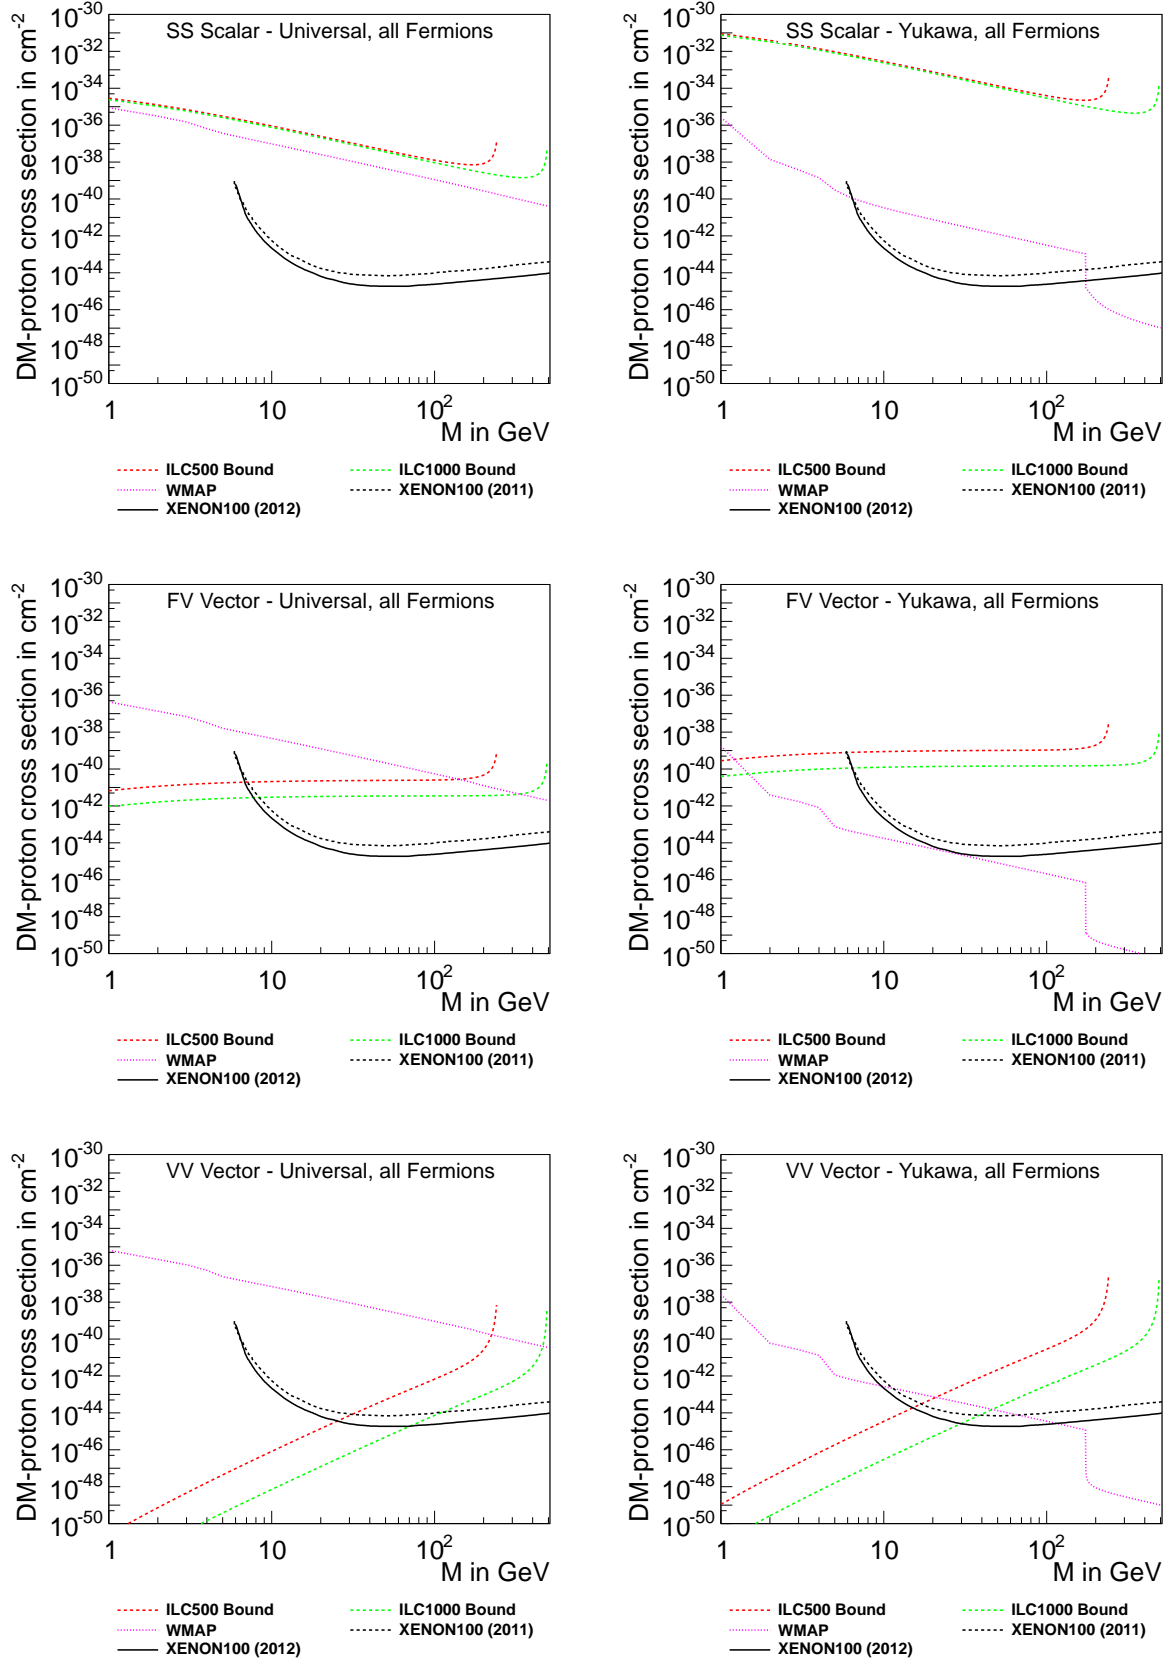 SS Scalar - Universal, all Fermions
DM-proton cross section in cm^-2
10^-30
10^-32
10^-34
10^-36
10^-38
10^-40
10^-42
10^-44
10^-46
10^-48
10^-50
1 10 10^2
M in GeV
ILC500 Bound ILC1000 Bound
WMAP XENON100 (2011)
XENON100 (2012)
SS Scalar - Yukawa, all Fermions
DM-proton cross section in cm^-2
10^-30
10^-32
10^-34
10^-36
10^-38
10^-40
10^-42
10^-44
10^-46
10^-48
10^-50
1 10 10^2
M in GeV
ILC500 Bound ILC1000 Bound
WMAP XENON100 (2011)
XENON100 (2012)
FV Vector - Universal, all Fermions
DM-proton cross section in cm^-2
10^-30
10^-32
10^-34
10^-36
10^-38
10^-40
10^-42
10^-44
10^-46
10^-48
10^-50
1 10 10^2
M in GeV
ILC500 Bound ILC1000 Bound
WMAP XENON100 (2011)
XENON100 (2012)
FV Vector - Yukawa, all Fermions
DM-proton cross section in cm^-2
10^-30
10^-32
10^-34
10^-36
10^-38
10^-40
10^-42
10^-44
10^-46
10^-48
10^-50
1 10 10^2
M in GeV
ILC500 Bound ILC1000 Bound
WMAP XENON100 (2011)
XENON100 (2012)
VV Vector - Universal, all Fermions
DM-proton cross section in cm^-2
10^-30
10^-32
10^-34
10^-36
10^-38
10^-40
10^-42
10^-44
10^-46
10^-48
10^-50
1 10 10^2
M in GeV
ILC500 Bound ILC1000 Bound
WMAP XENON100 (2011)
XENON100 (2012)
VV Vector - Yukawa, all Fermions
DM-proton cross section in cm^-2
10^-30
10^-32
10^-34
10^-36
10^-38
10^-40
10^-42
10^-44
10^-46
10^-48
10^-50
1 10 10^2
M in GeV
ILC500 Bound ILC1000 Bound
WMAP XENON100 (2011)
XENON100 (2012)